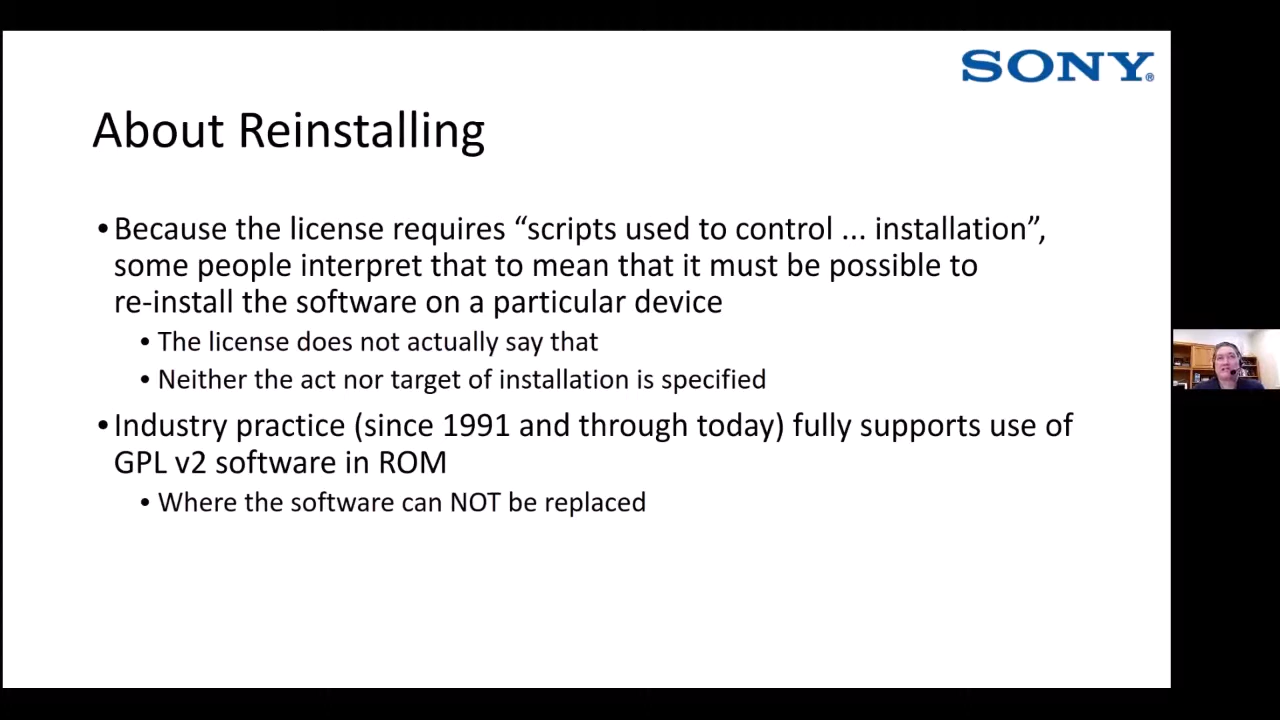 SONY®
About Reinstalling
•Because the license requires “scripts used to control ... installation”,
some people interpret that to mean that it must be possible to
re-install the software on a particular device
• The license does not actually say that
• Neither the act nor target of installation is specified
•Industry practice (since 1991 and through today) fully supports use of
GPL v2 software in ROM
• Where the software can NOT be replaced